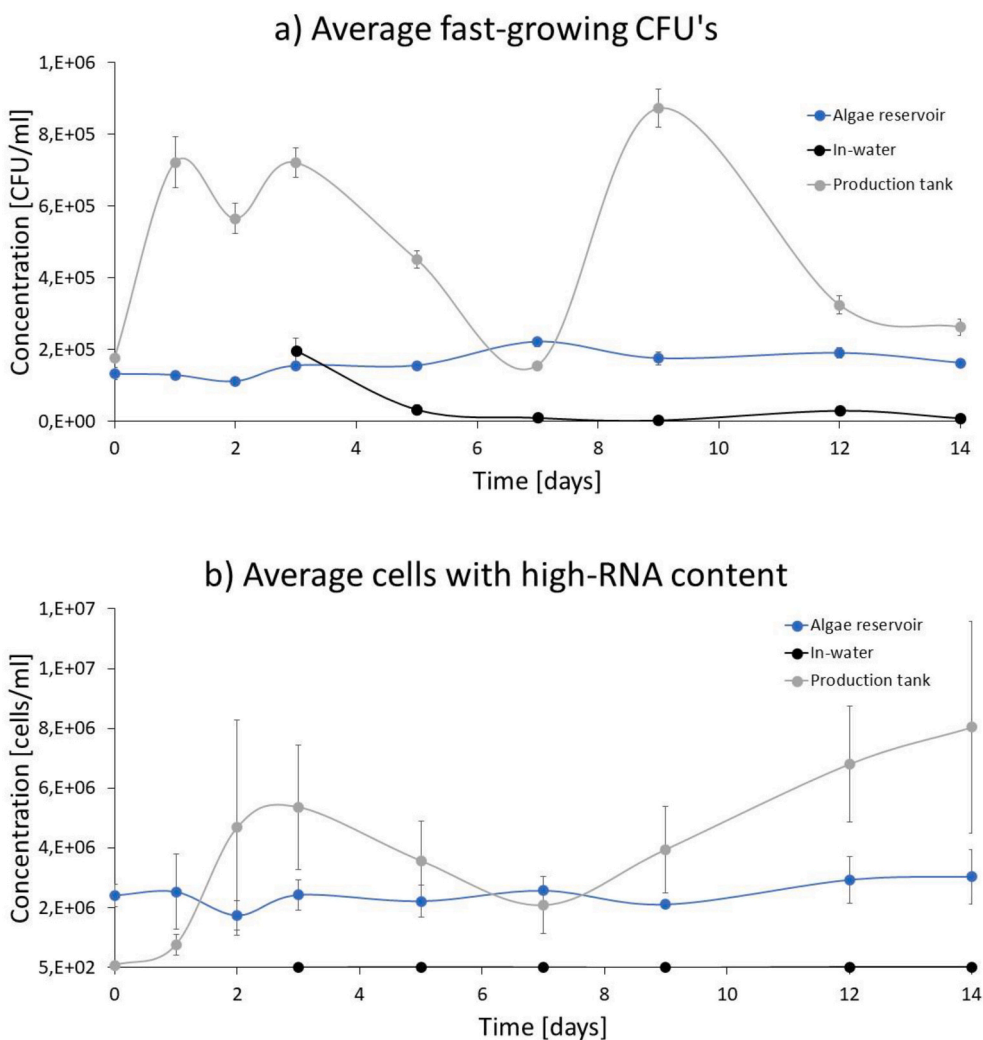 a) Average fast-growing CFU's
Concentration [CFU/ml]
1,E+06
8,E+05
6,E+05
4,E+05
2,E+05
0,E+00
Algae reservoir
In-water
Production tank
0 2 4 6 8 10 12 14
Time [days]
b) Average cells with high-RNA content
Concentration [cells/ml]
1,E+07
1,E+07
8,E+06
6,E+06
4,E+06
2,E+06
5,E+02
Algae reservoir
In-water
Production tank
0 2 4 6 8 10 12 14
Time [days]